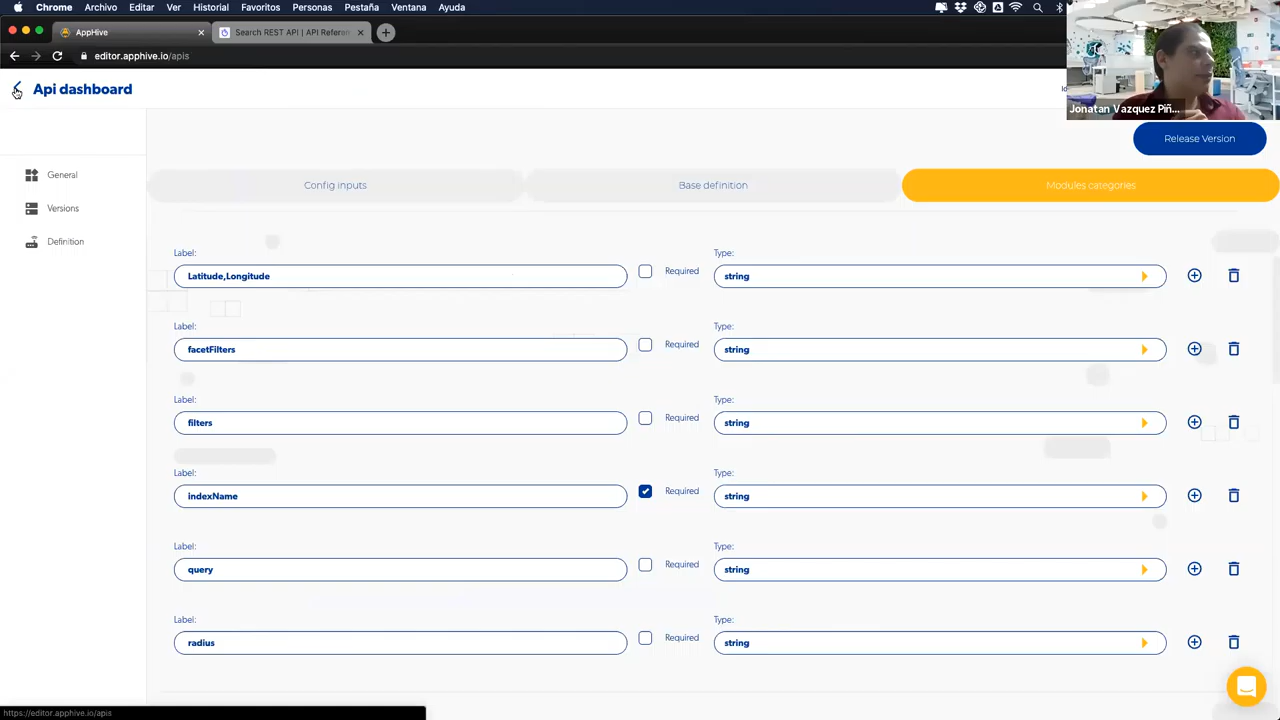 Chrome Archivo Editar Ver Historial Favoritos Personas Pestaña Ventana Ayuda
AppHive
Search REST API | API Referen
editor.apphive.io/apis
Api dashboard
Jonatan Vazquez Piñ...
Release Version
General
Versions
Definition
Config inputs
Base definition
Modules categories
Label:
Type:
Latitude,Longitude
Required
string
Label:
Type:
facetFilters
Required
string
Label:
Type:
filters
Required
string
Label:
Type:
indexName
Required
string
Label:
Type:
query
Required
string
Label:
Type:
radius
Required
string
https://editor.apphive.io/apis